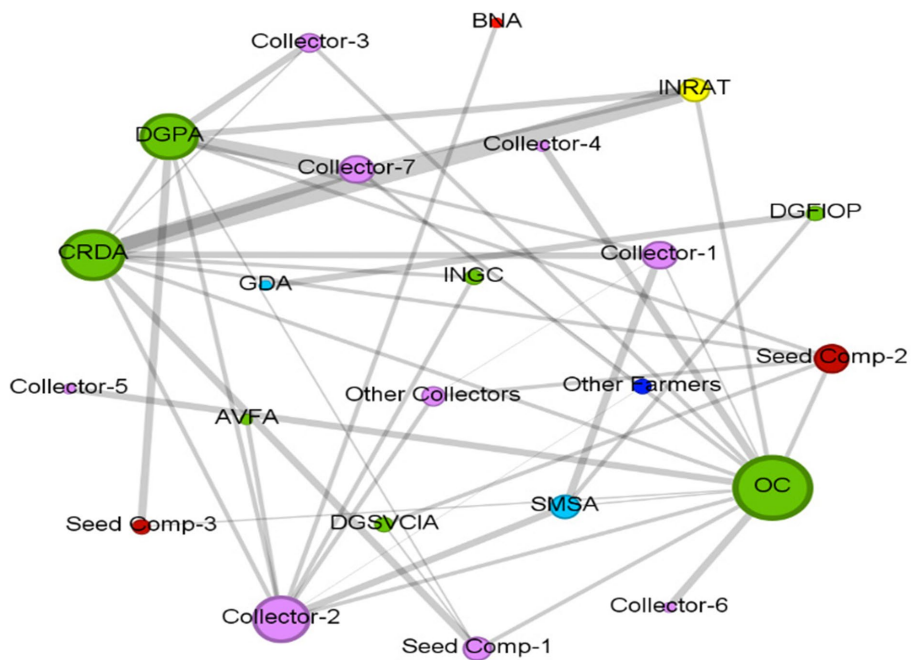 BNA
Collector-3
INRAT
DGPA
Collector-4
Collector-7
DGFIOP
CRDA
Collector-1
GDA
INGC
Seed Comp-2
Collector-5
Other Collectors
Other Farmers
AVFA
OC
SMSA
Seed Comp-3
DGSVCIA
Collector-6
Collector-2
Seed Comp-1